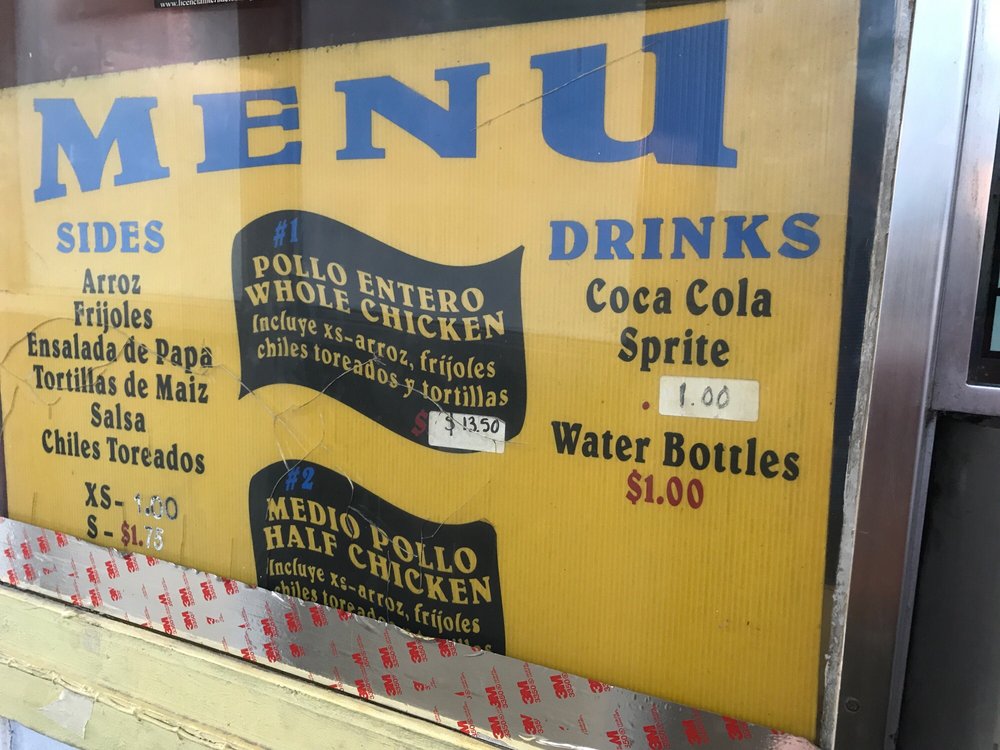 MENU
SIDES
Arroz
Frijoles
Ensalada de Papa
Tortillas de Maiz
Salsa
Chiles Toreados
XS- 1.00
S - $1.75
#1
POLLO ENTERO
WHOLE CHICKEN
Incluye xs-arroz, frijoles
chiles toreados y tortillas
$ $ 13.50
#2
MEDIO POLLO
HALF CHICKEN
Incluye xs-arroz, frijoles
chiles toread
DRINKS
Coca Cola
Sprite
1.00
Water Bottles
$1.00
3M